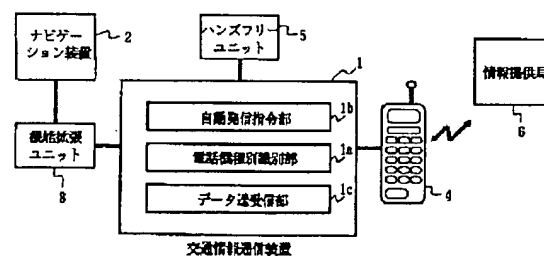 ナビゲー
ション装置
2
ハンズフリ
ーユニット
5
1
情報提供局
6
自動発信指令部
1b
機能拡張
ユニット
8
電話機種別識別部
1a
4
データ送受信部
1c
交通情報通信装置